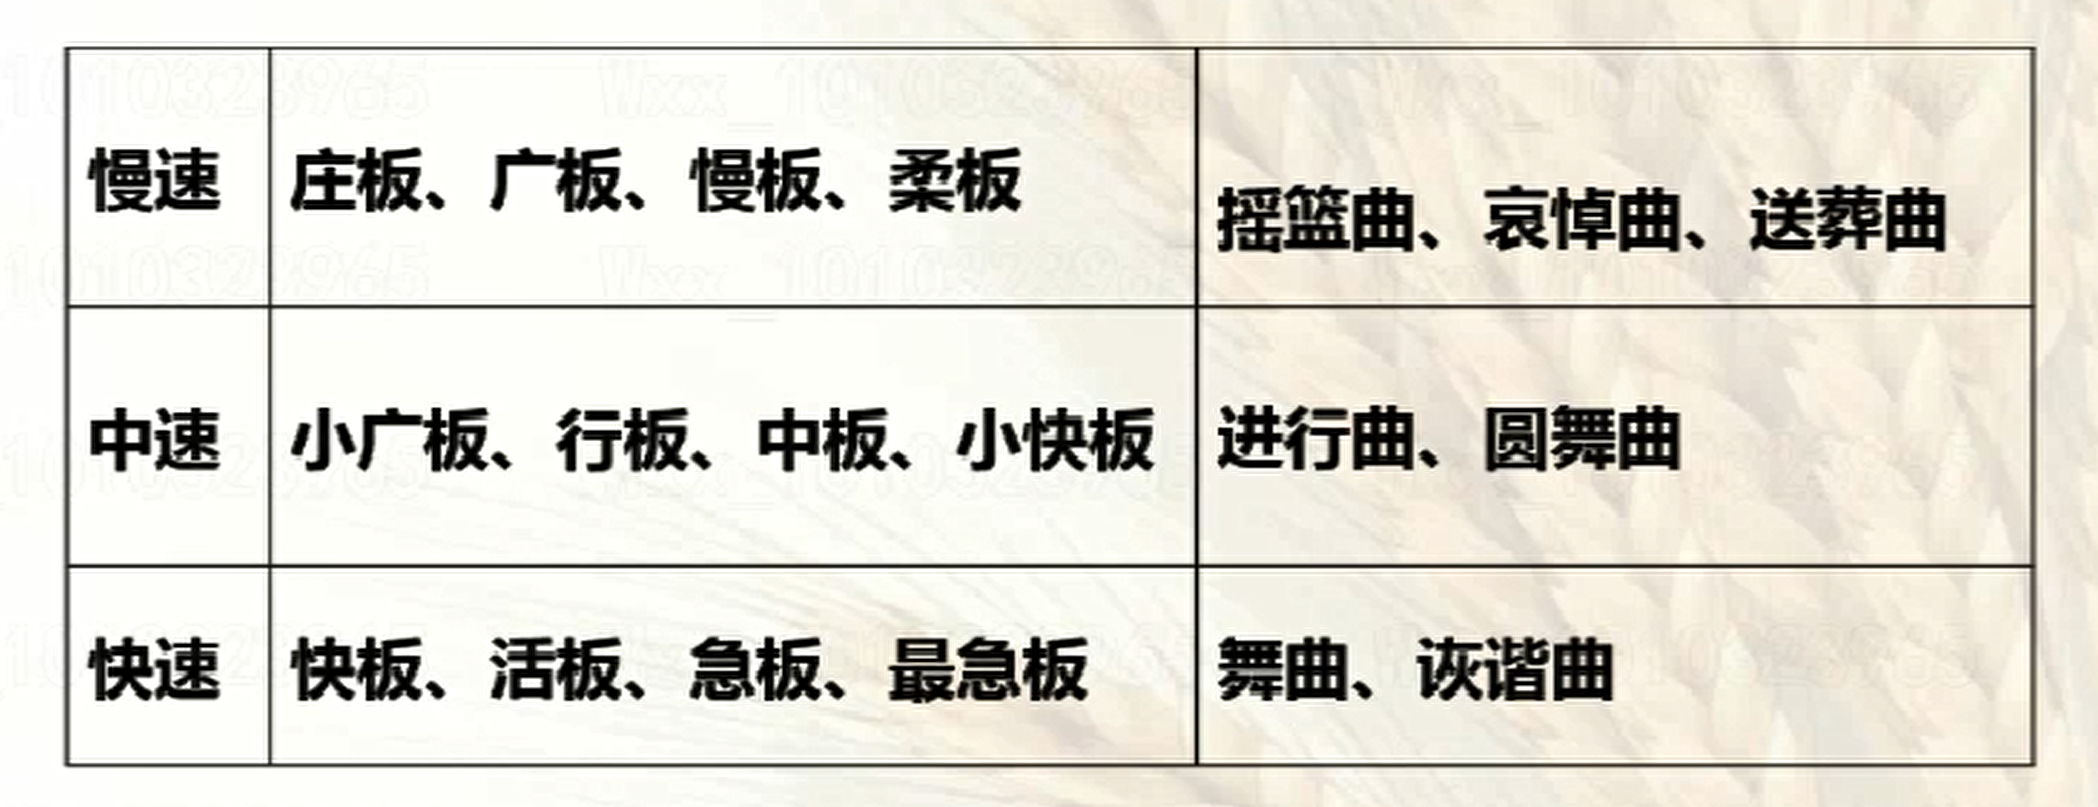 慢速 庄板、广板、慢板、柔板 摇篮曲、哀悼曲、送葬曲
中速 小广板、行板、中板、小快板 进行曲、圆舞曲
快速 快板、活板、急板、最急板 舞曲、诙谐曲